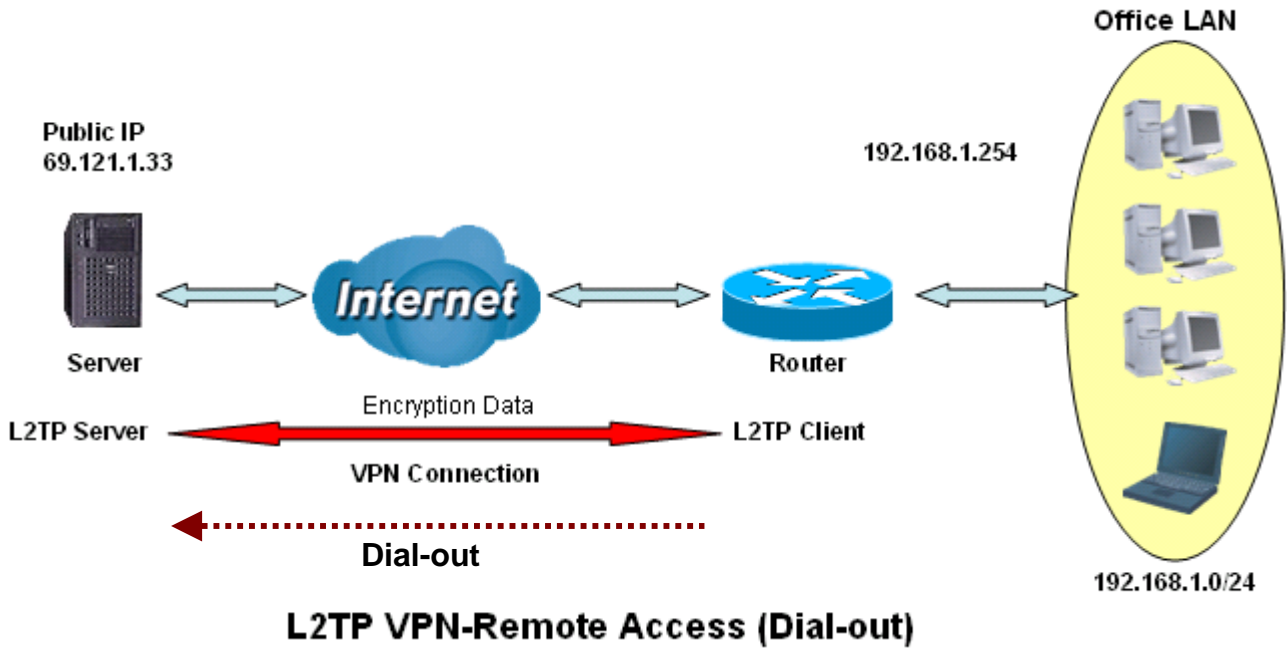 Office LAN
Public IP
69.121.1.33
192.168.1.254
Internet
Server
Router
Encryption Data
L2TP Server
L2TP Client
VPN Connection
Dial-out
192.168.1.0/24
L2TP VPN-Remote Access (Dial-out)